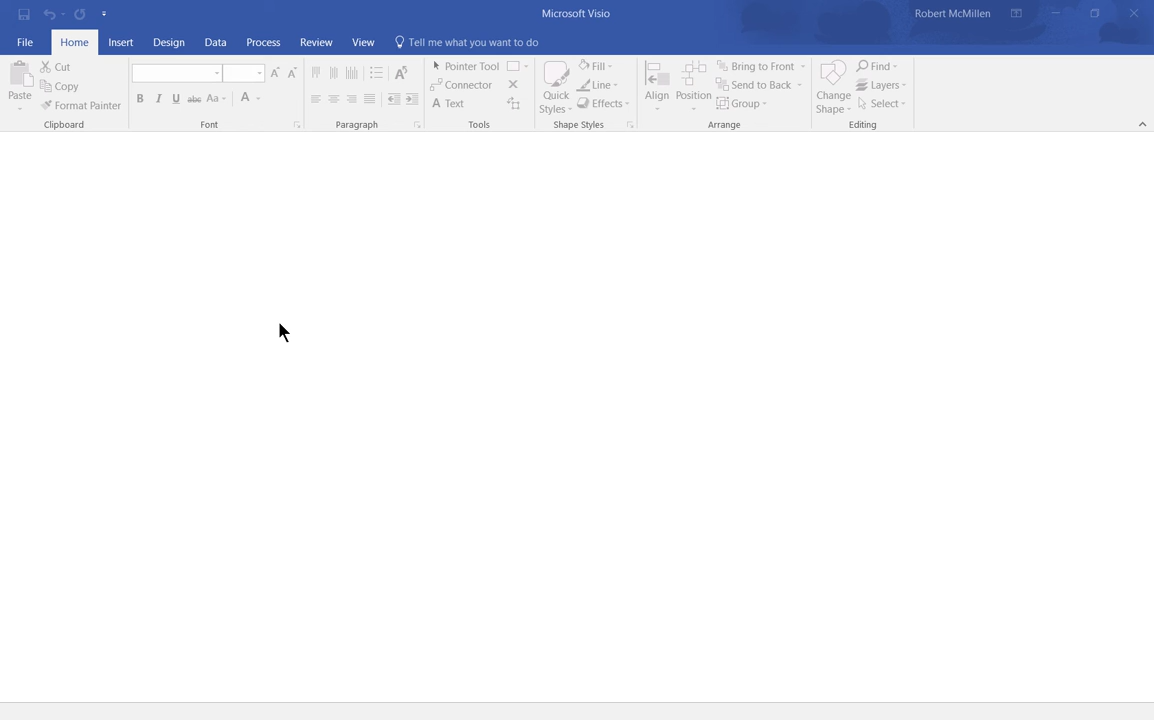 Microsoft Visio
Robert McMillen
File Home Insert Design Data Process Review View Tell me what you want to do
Paste
Cut
Copy
Format Painter
Clipboard
B I U abc Aa A
A A
Font
A
Paragraph
Pointer Tool
Connector
A Text
Tools
Quick
Styles
Fill
Line
Effects
Shape Styles
Align
Position
Bring to Front
Send to Back
Group
Arrange
Change
Shape
Find
Layers
Select
Editing